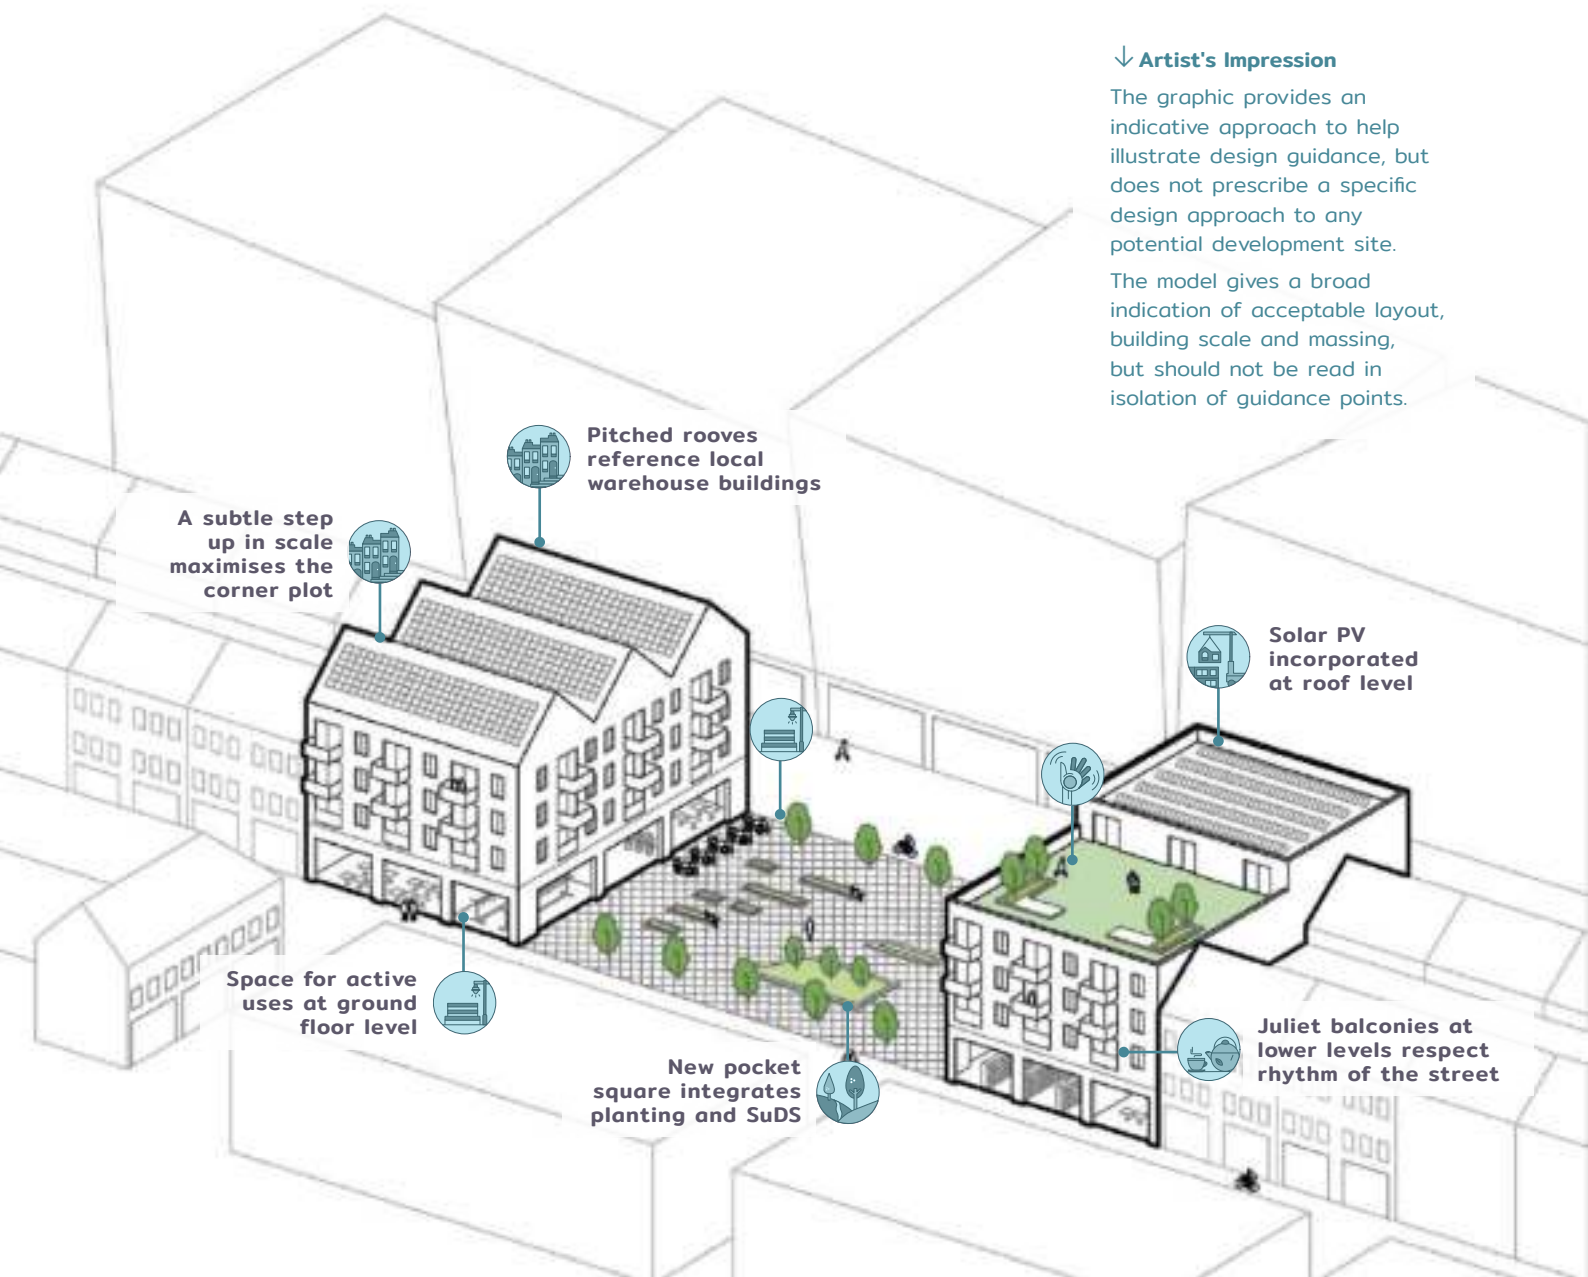 ↓ Artist's Impression
The graphic provides an
indicative approach to help
illustrate design guidance, but
does not prescribe a specific
design approach to any
potential development site.
The model gives a broad
indication of acceptable layout,
building scale and massing,
but should not be read in
isolation of guidance points.
Pitched rooves
reference local
warehouse buildings
A subtle step
up in scale
maximises the
corner plot
Solar PV
incorporated
at roof level
Space for active
uses at ground
floor level
New pocket
square integrates
planting and SuDS
Juliet balconies at
lower levels respect
rhythm of the street